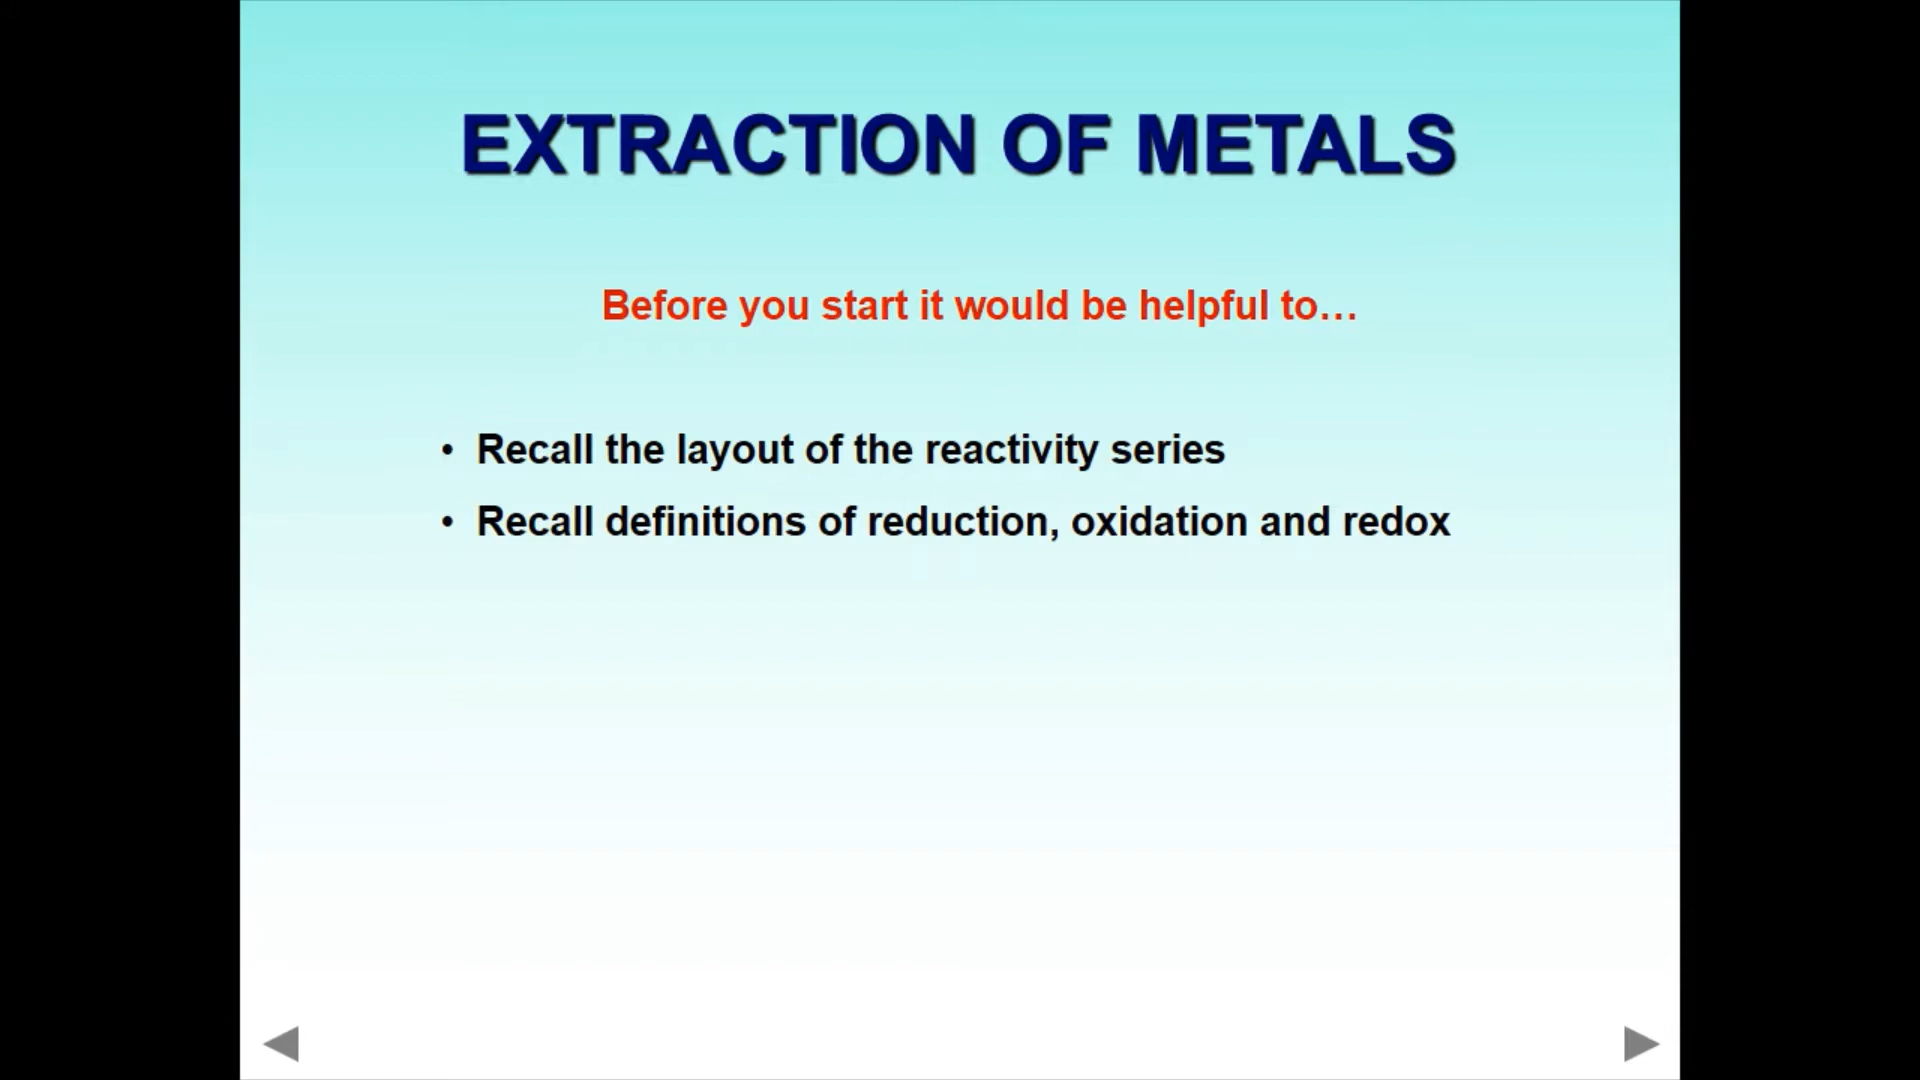 EXTRACTION OF METALS
Before you start it would be helpful to…
• Recall the layout of the reactivity series
• Recall definitions of reduction, oxidation and redox